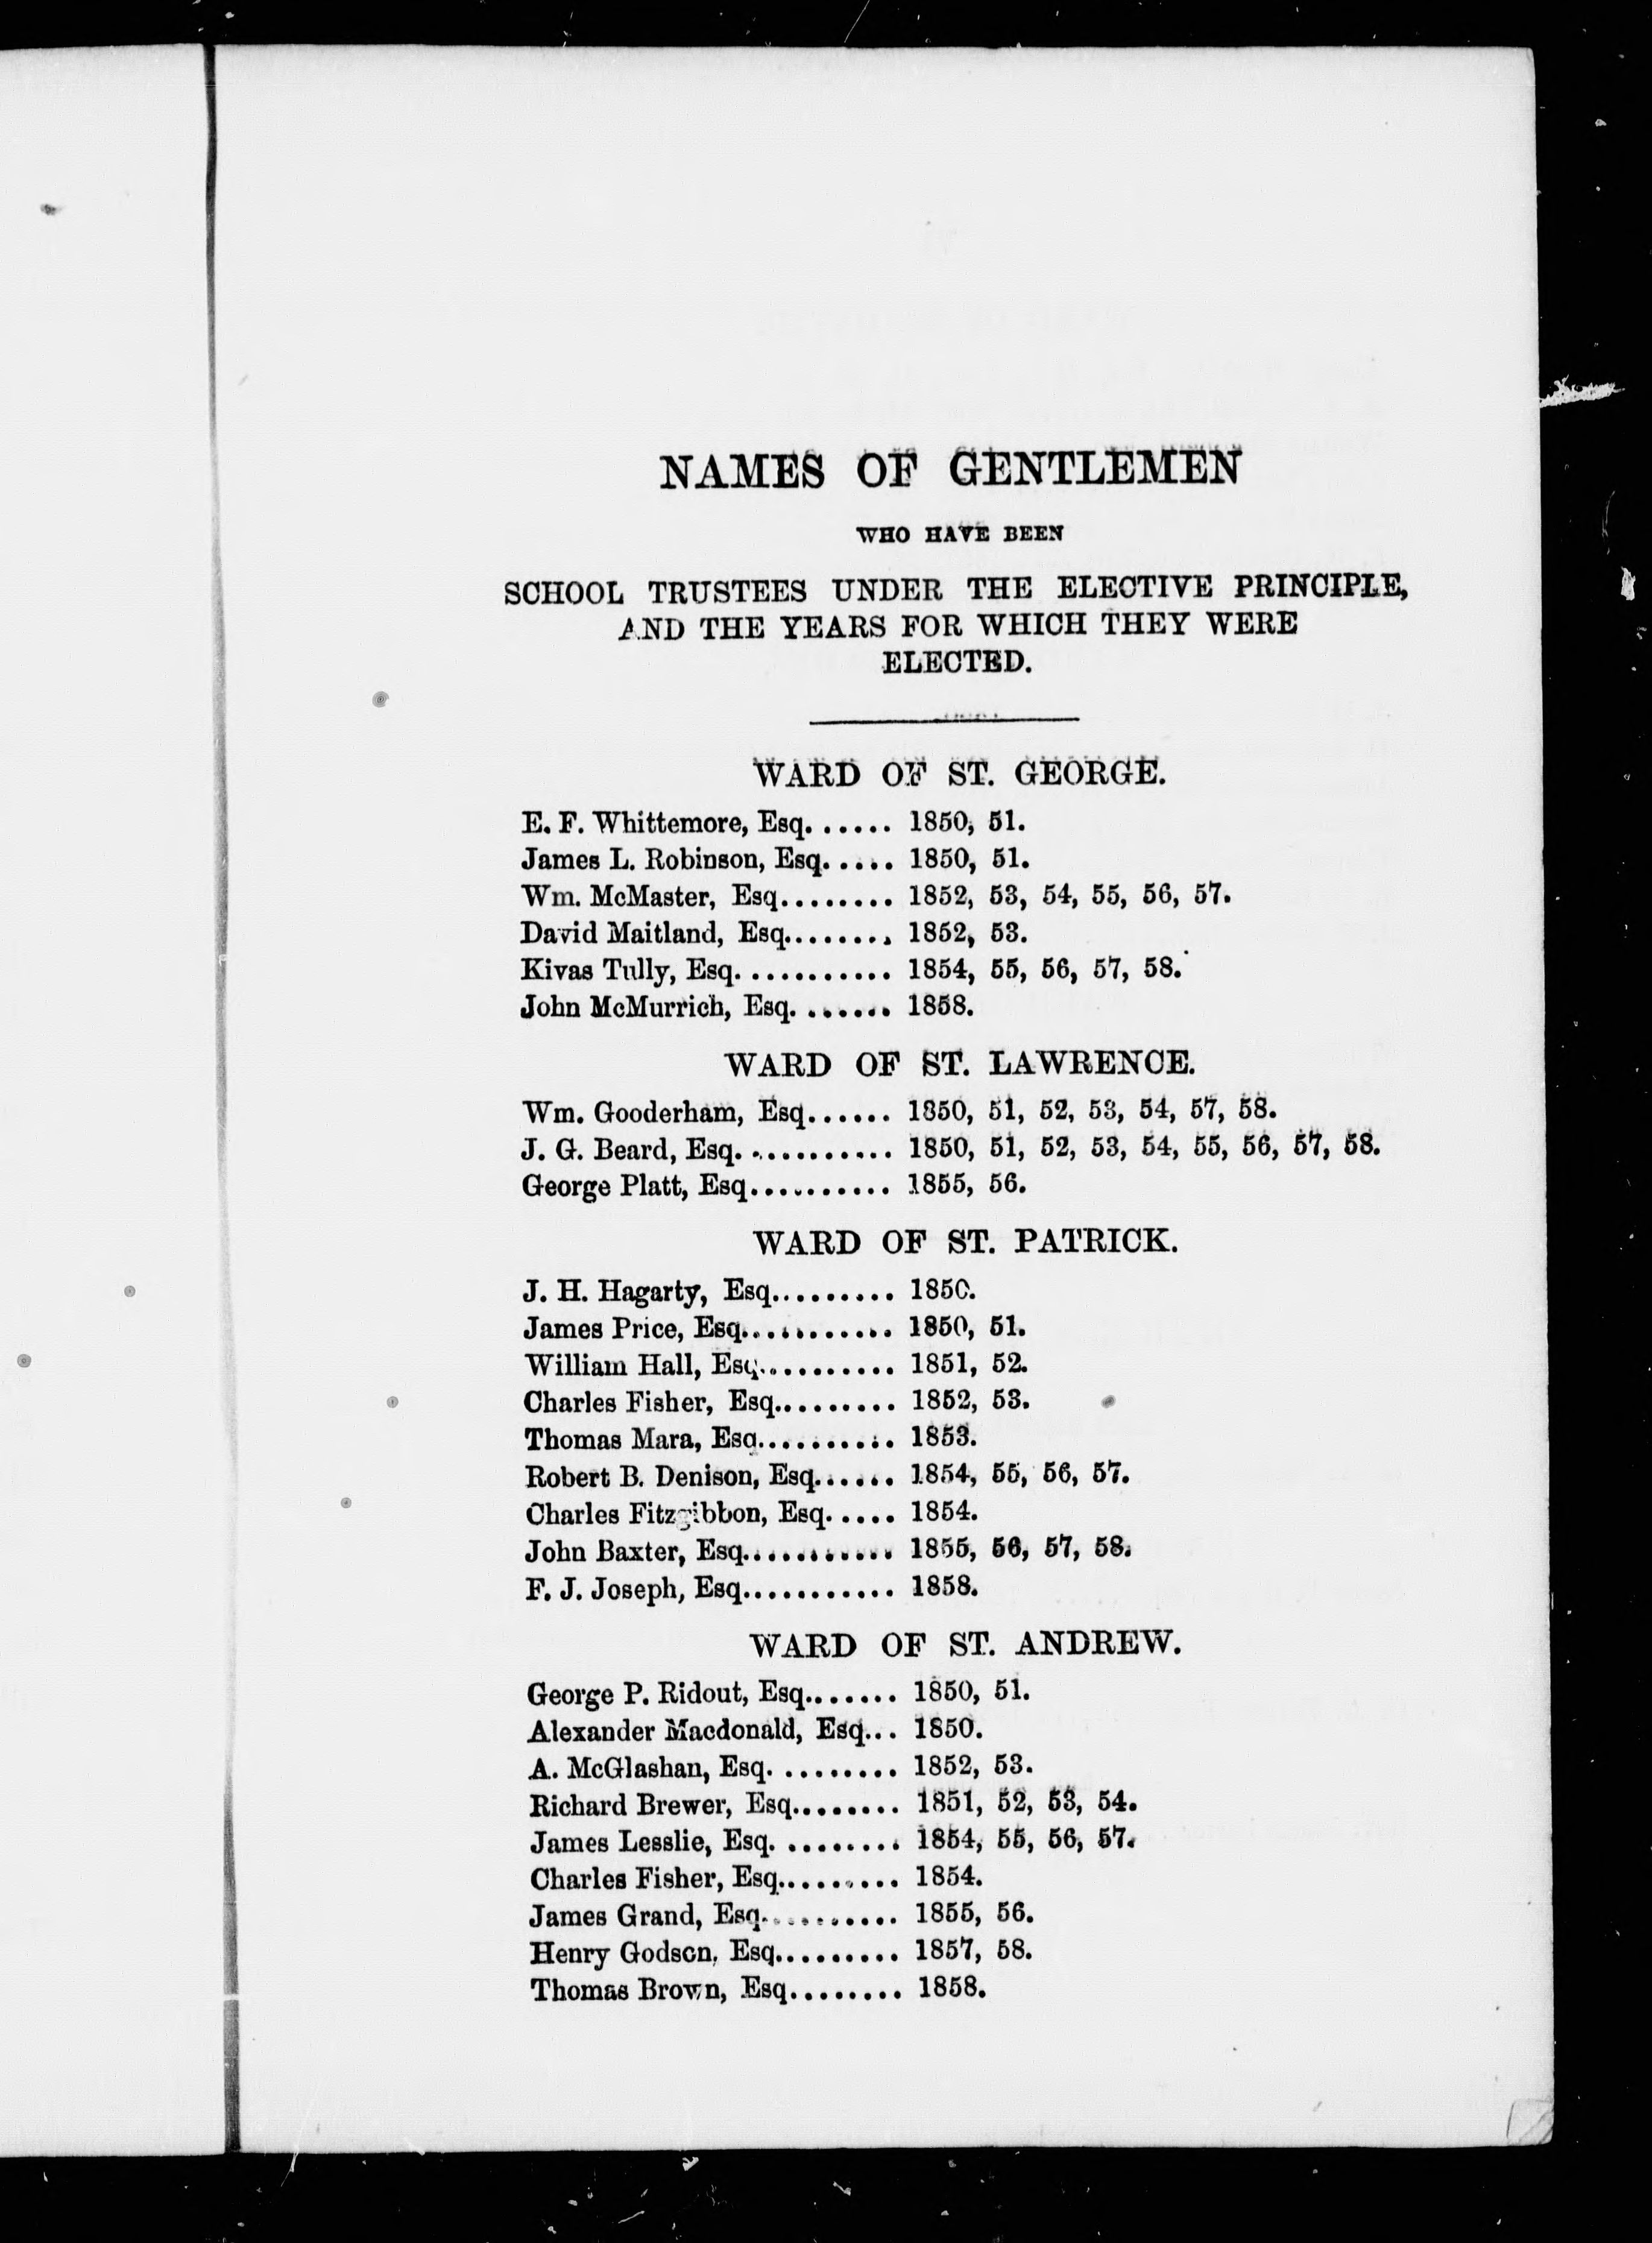 NAMES OF GENTLEMEN
WHO HAVE BEEN
SCHOOL TRUSTEES UNDER THE ELECTIVE PRINCIPLE,
AND THE YEARS FOR WHICH THEY WERE
ELECTED.
WARD OF ST. GEORGE.
E. F. Whittemore, Esq. ...... 1850, 51.
James L. Robinson, Esq. .... 1850, 51.
Wm. McMaster, Esq........ 1852, 53, 54, 55, 56, 57.
David Maitland, Esq........ 1852, 53.
Kivas Tully, Esq. .......... 1854, 55, 56, 57, 58.
John McMurrich, Esq. ...... 1858.
WARD OF ST. LAWRENCE.
Wm. Gooderham, Esq...... 1850, 51, 52, 53, 54, 57, 58.
J. G. Beard, Esq. .......... 1850, 51, 52, 53, 54, 55, 56, 57, 58.
George Platt, Esq.......... 1855, 56.
WARD OF ST. PATRICK.
J. H. Hagarty, Esq......... 1850.
James Price, Esq........... 1850, 51.
William Hall, Esq.......... 1851, 52.
Charles Fisher, Esq......... 1852, 53.
Thomas Mara, Esq.......... 1853.
Robert B. Denison, Esq...... 1854, 55, 56, 57.
Charles Fitzgibbon, Esq. .... 1854.
John Baxter, Esq........... 1855, 56, 57, 58.
F. J. Joseph, Esq........... 1858.
WARD OF ST. ANDREW.
George P. Ridout, Esq....... 1850, 51.
Alexander Macdonald, Esq... 1850.
A. McGlashan, Esq. ........ 1852, 53.
Richard Brewer, Esq........ 1851, 52, 53, 54.
James Lesslie, Esq. ........ 1854, 55, 56, 57.
Charles Fisher, Esq......... 1854.
James Grand, Esq.......... 1855, 56.
Henry Godson, Esq......... 1857, 58.
Thomas Brown, Esq........ 1858.